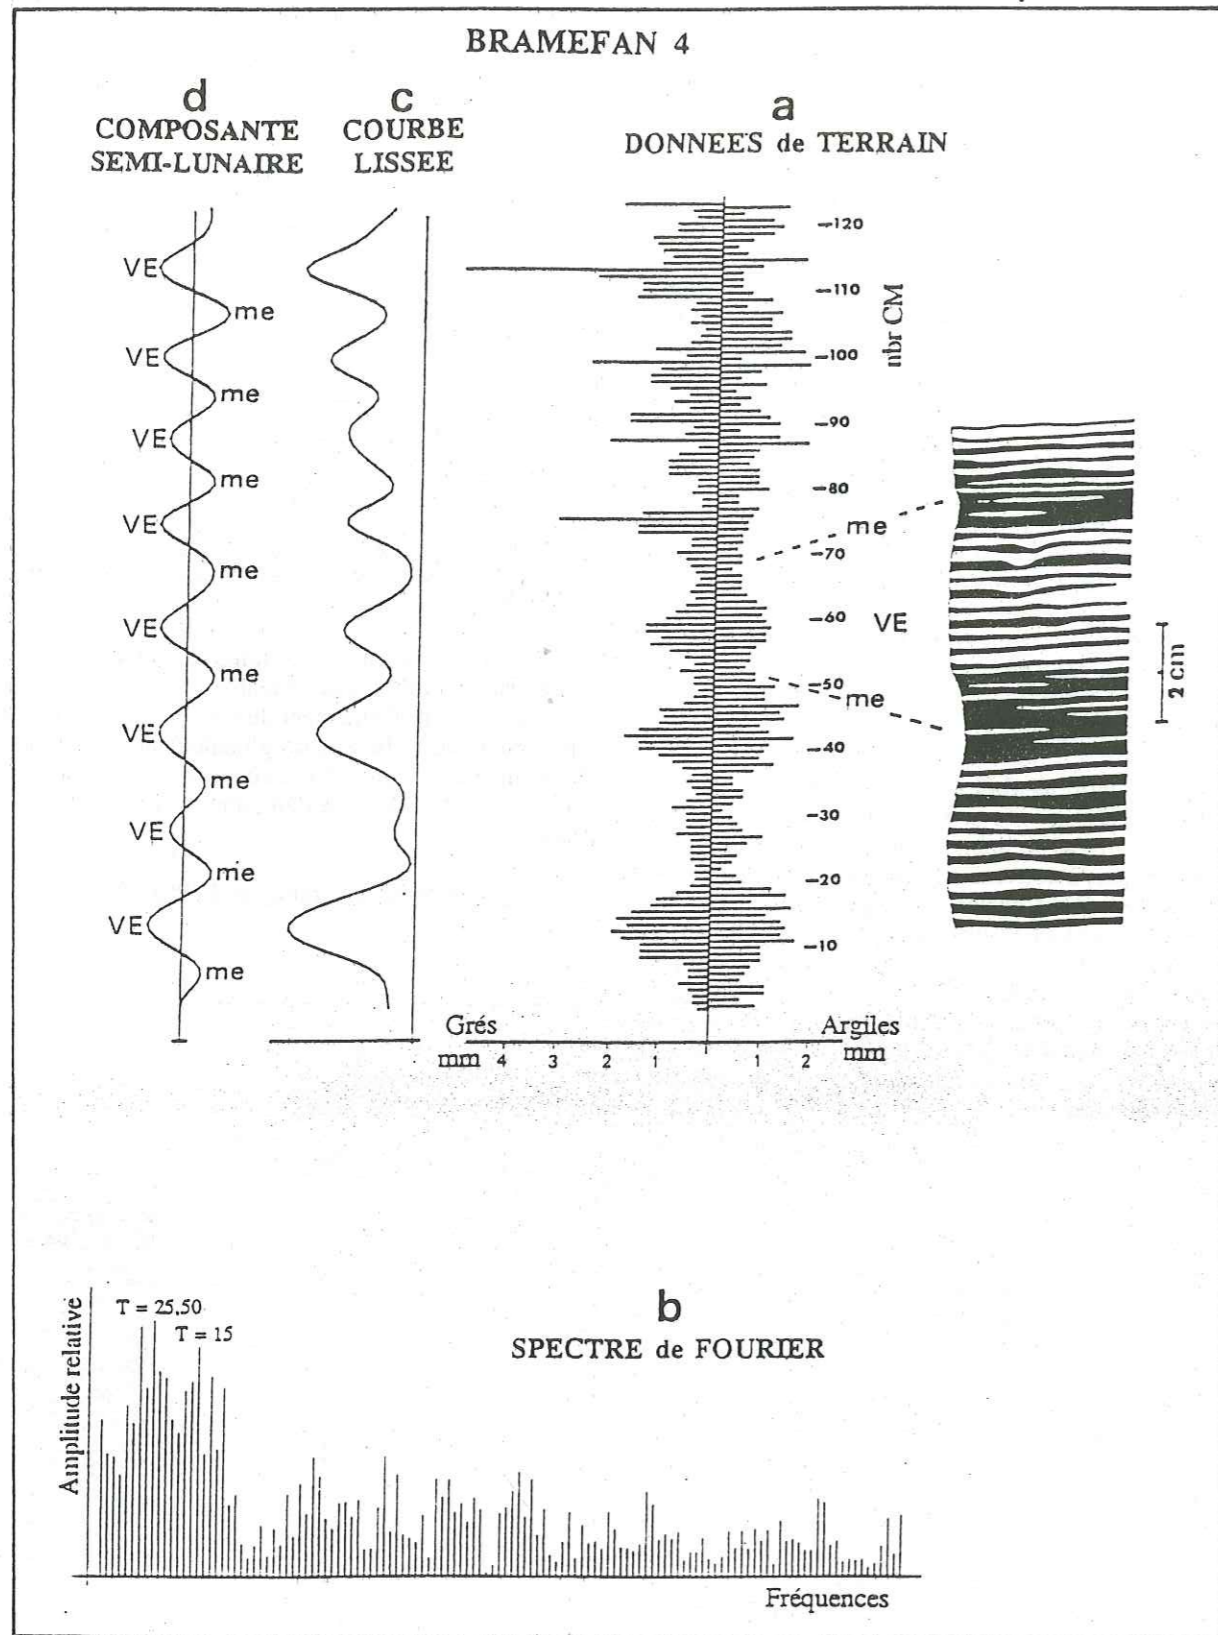 BRAMEFAN 4
d
COMPOSANTE
SEMI-LUNAIRE
c
COURBE
LISSEE
a
DONNEES de TERRAIN
VE
me
VE
me
VE
me
VE
me
VE
me
VE
me
VE
me
VE
me
-120
-110
-100
-90
-80
-70
-60
-50
-40
-30
-20
-10
nbr CM
me
VE
me
2 cm
Grés
mm 4 3 2 1 1 2
Argiles
mm
b
SPECTRE de FOURIER
T = 25,50
T = 15
Amplitude relative
Fréquences